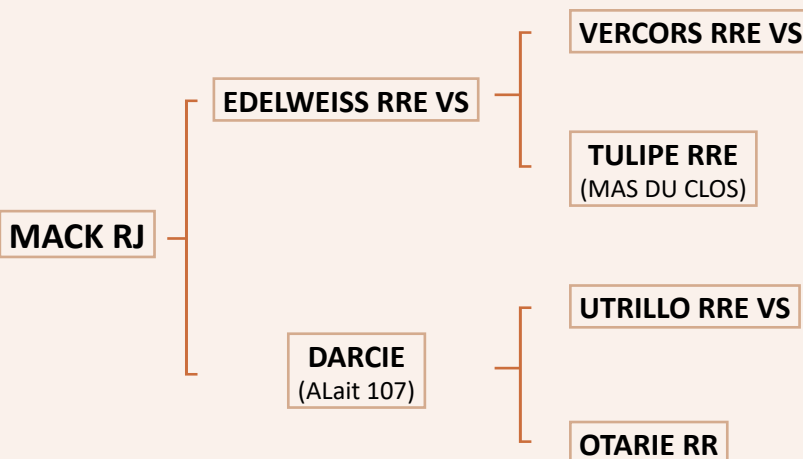 VERCORS RRE VS
EDELWEISS RRE VS
TULIPE RRE
(MAS DU CLOS)
MACK RJ
UTRILLO RRE VS
DARCIE
(ALait 107)
OTARIE RR